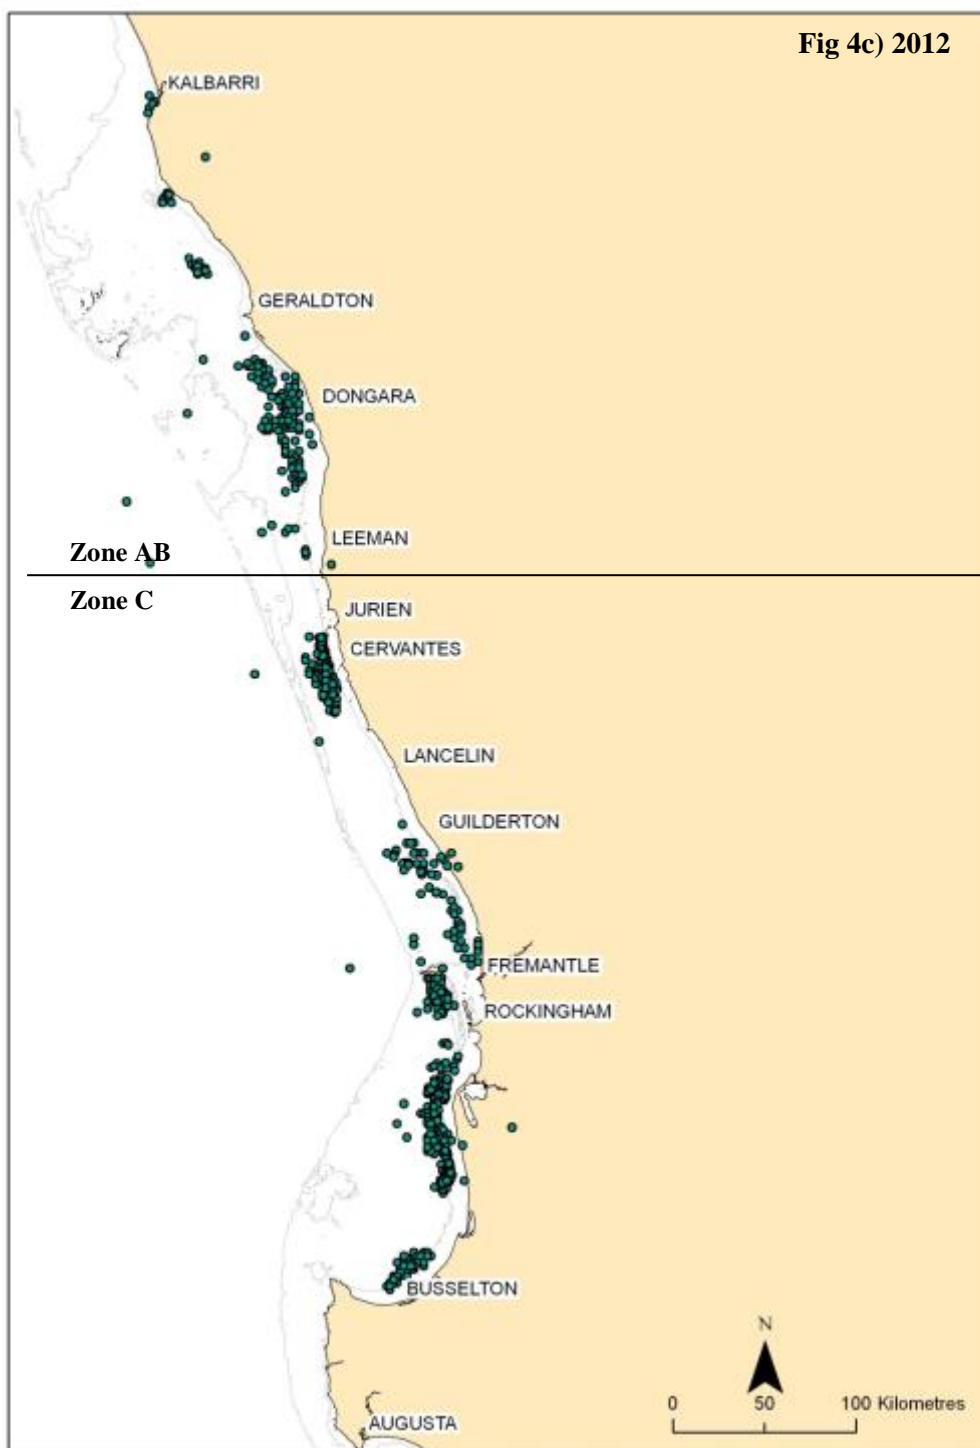 Fig 4c) 2012
KALBARRI
GERALDTON
DONGARA
LEEMAN
Zone AB
Zone C
JURIEN
CERVANTES
LANCELIN
GUILDERTON
FREMANTLE
ROCKINGHAM
BUSSELTON
N
0 50 100 Kilometres
AUGUSTA